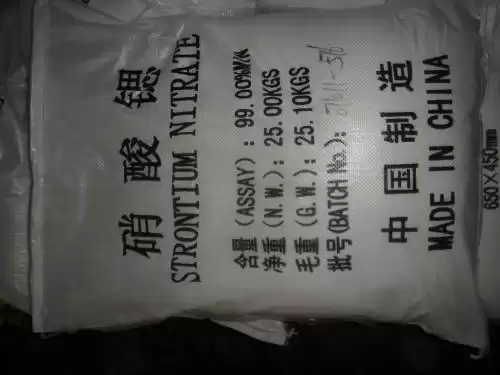 硝酸锶
STRONTIUM NITRATE
含量 (ASSAY) : 99.00%MIN
净重 (N.W.) : 25.00KGS
毛重 (G.W.) : 25.10KGS
批号(BATCH No.):
中国制造
MADE IN CHINA
650×450mm